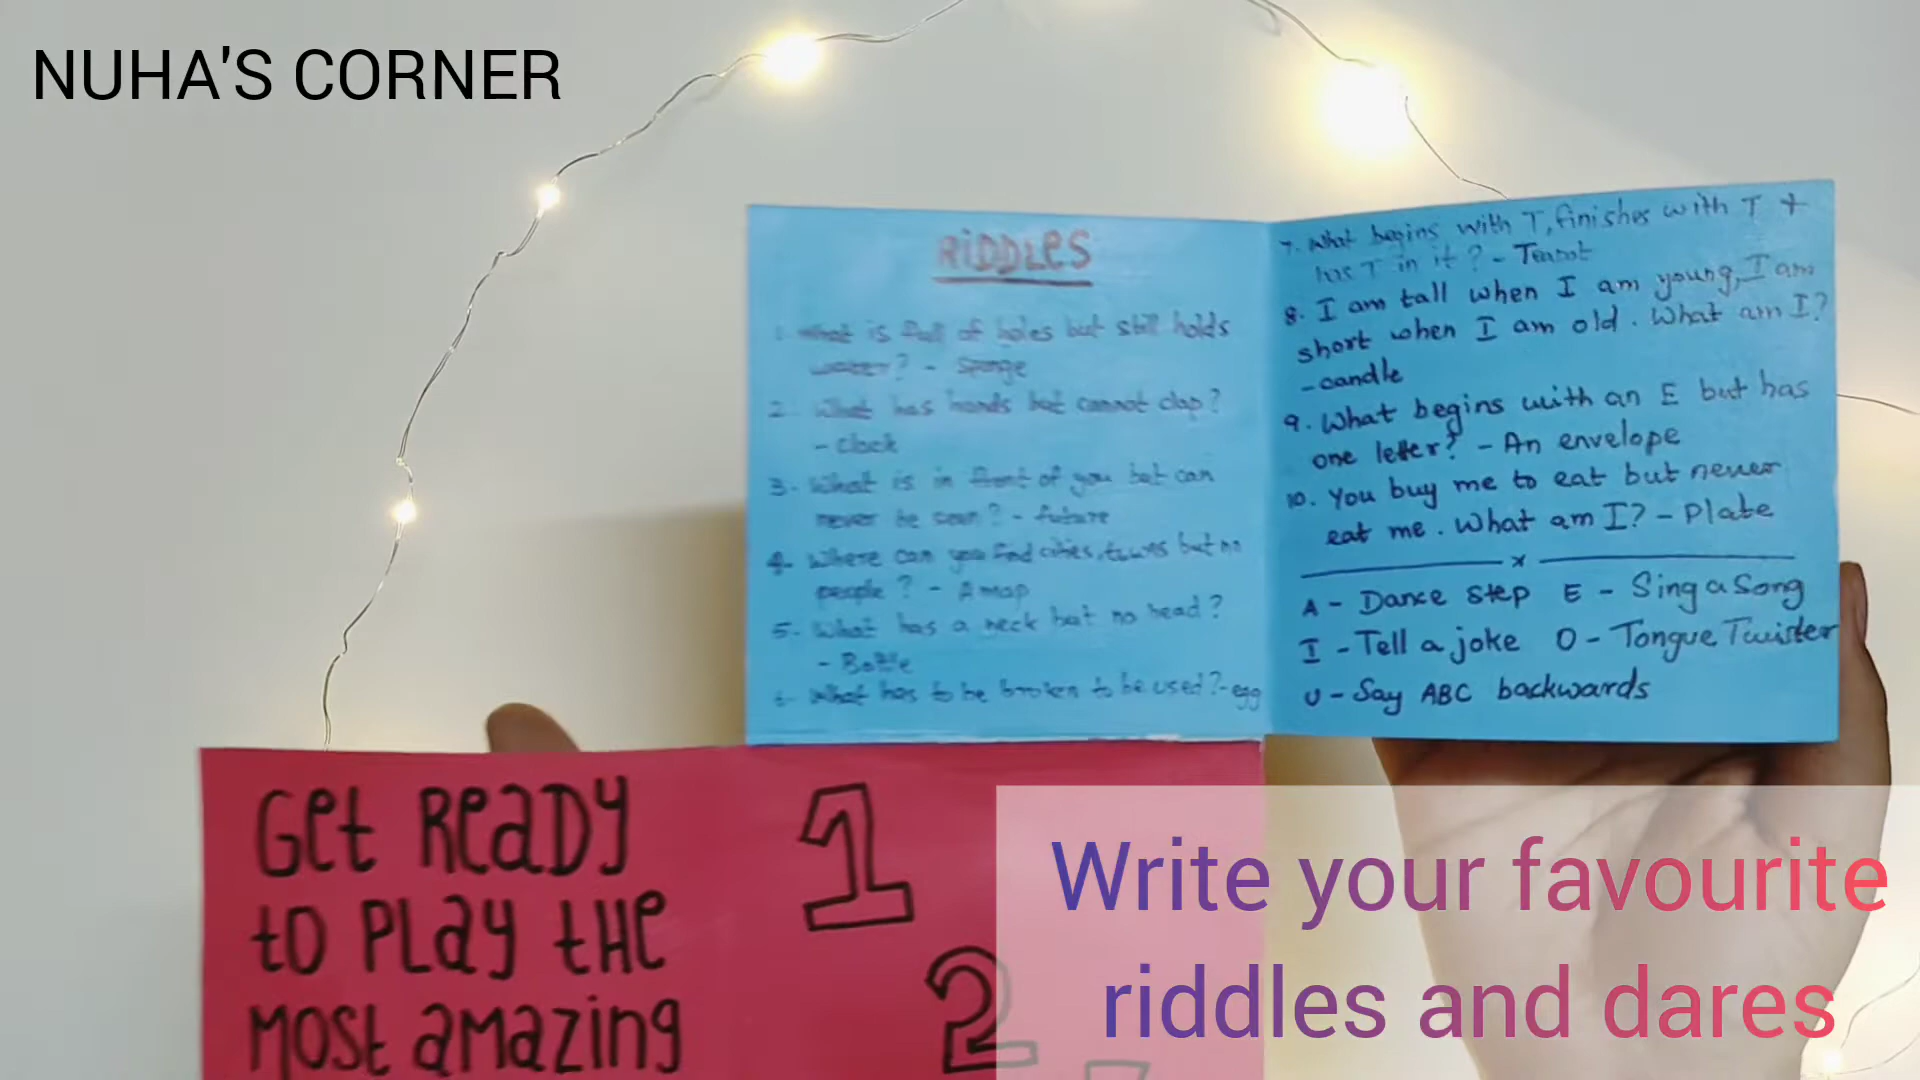 NUHA'S CORNER
RiDDLeS
1. What is full of holes but still holds
water? - Sponge
2. What has hands but cannot clap?
- Clock
3. What is in front of you but can
never be seen? - future
4. Where can you find cities, towns but no
people? - A map
5. What has a neck but no head?
- Bottle
6. What has to be broken to be used? - egg
7. What begins with T, finishes with T +
has T in it? - Teapot
8. I am tall when I am young, I am
short when I am old. What am I?
- candle
9. What begins with an E but has
one letter? - An envelope
10. You buy me to eat but never
eat me. What am I? - Plate
x
A - Dance step E - Sing a Song
I - Tell a joke O - Tongue Twister
U - Say ABC backwards
Get ReaDy
to PLay tHe
MOSt aMazing
1
2
Write your favourite
riddles and dares